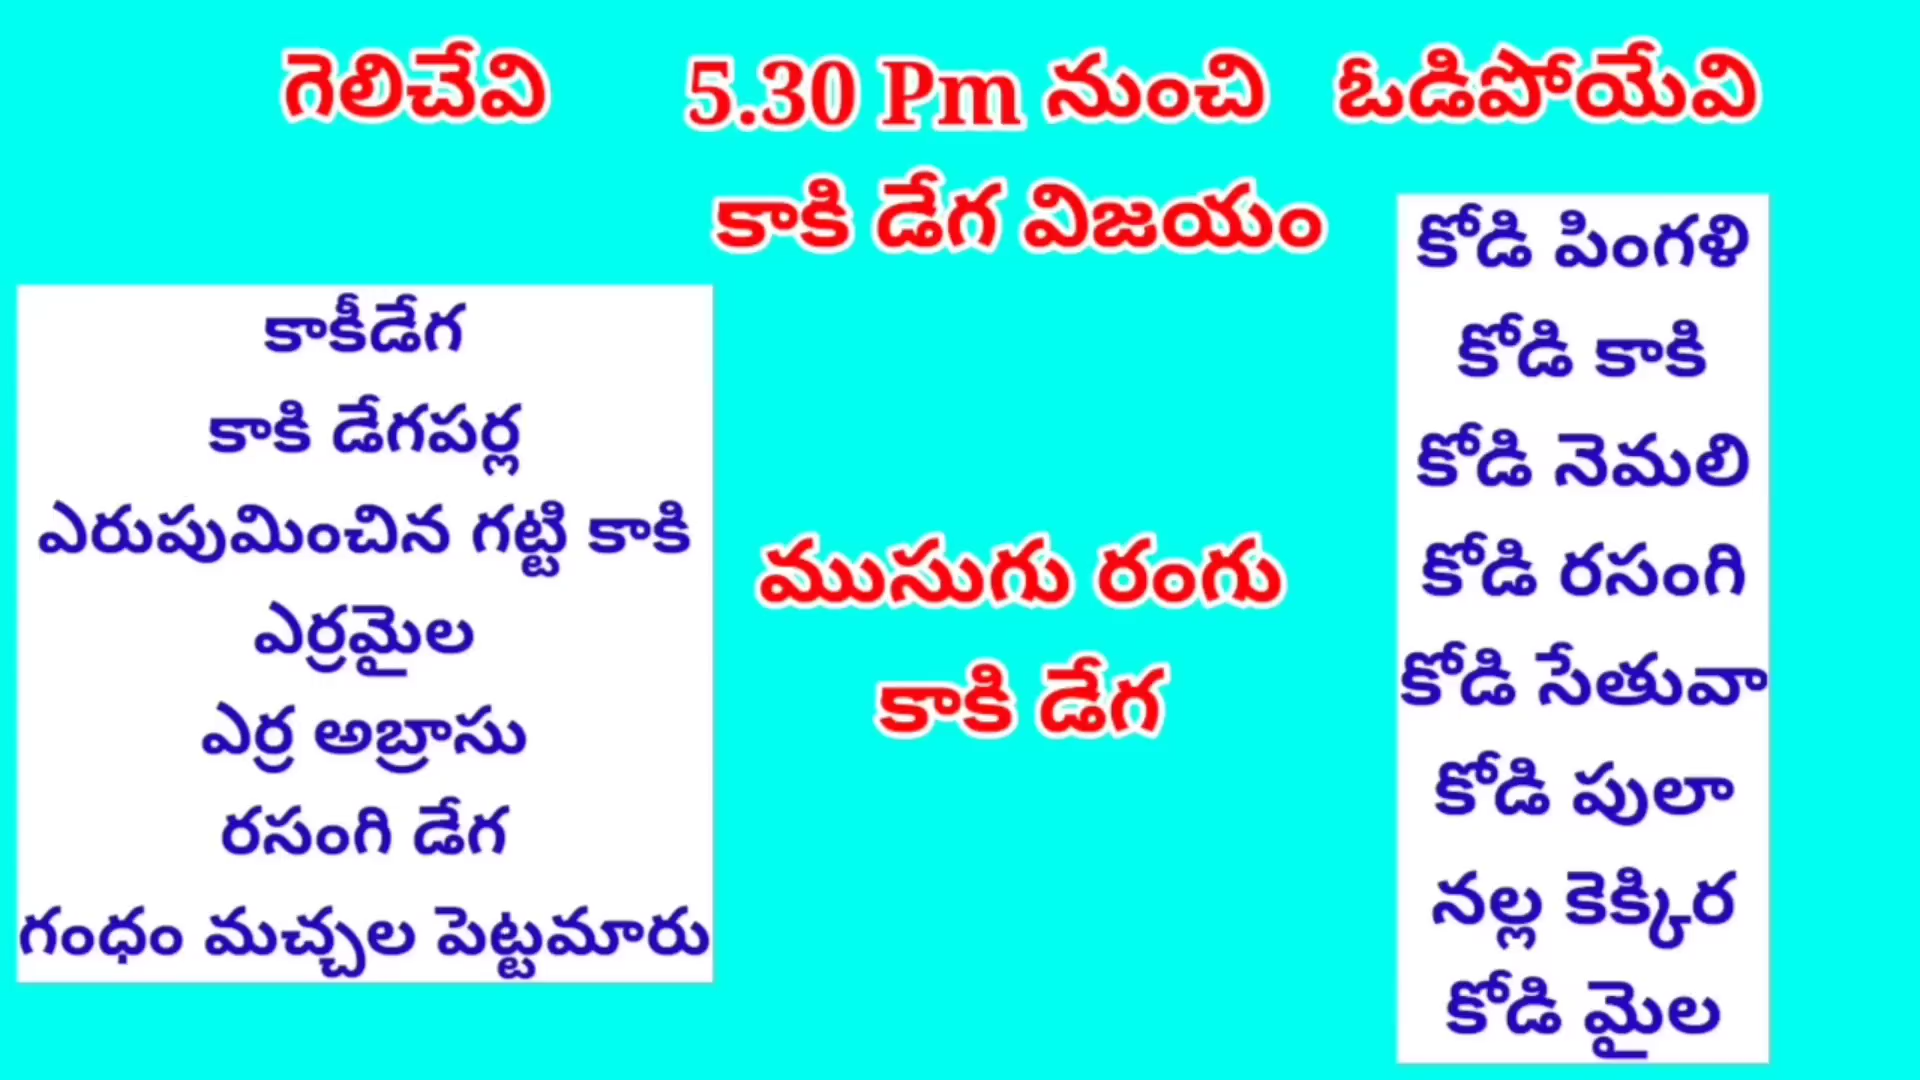 గెలిచేవి
5.30 Pm నుంచి
ఓడిపోయేవి
కాకి డేగ విజయం
కాకీడేగ
కాకి డేగపర్ల
ఎరుపుమించిన గట్టి కాకి
ఎర్రమైల
ఎర్ర అబ్రాసు
రసంగి డేగ
గంధం మచ్చల పెట్టమారు
ముసుగు రంగు
కాకి డేగ
కోడి పింగళి
కోడి కాకి
కోడి నెమలి
కోడి రసంగి
కోడి సేతువా
కోడి పులా
నల్ల కెక్కిర
కోడి మైల